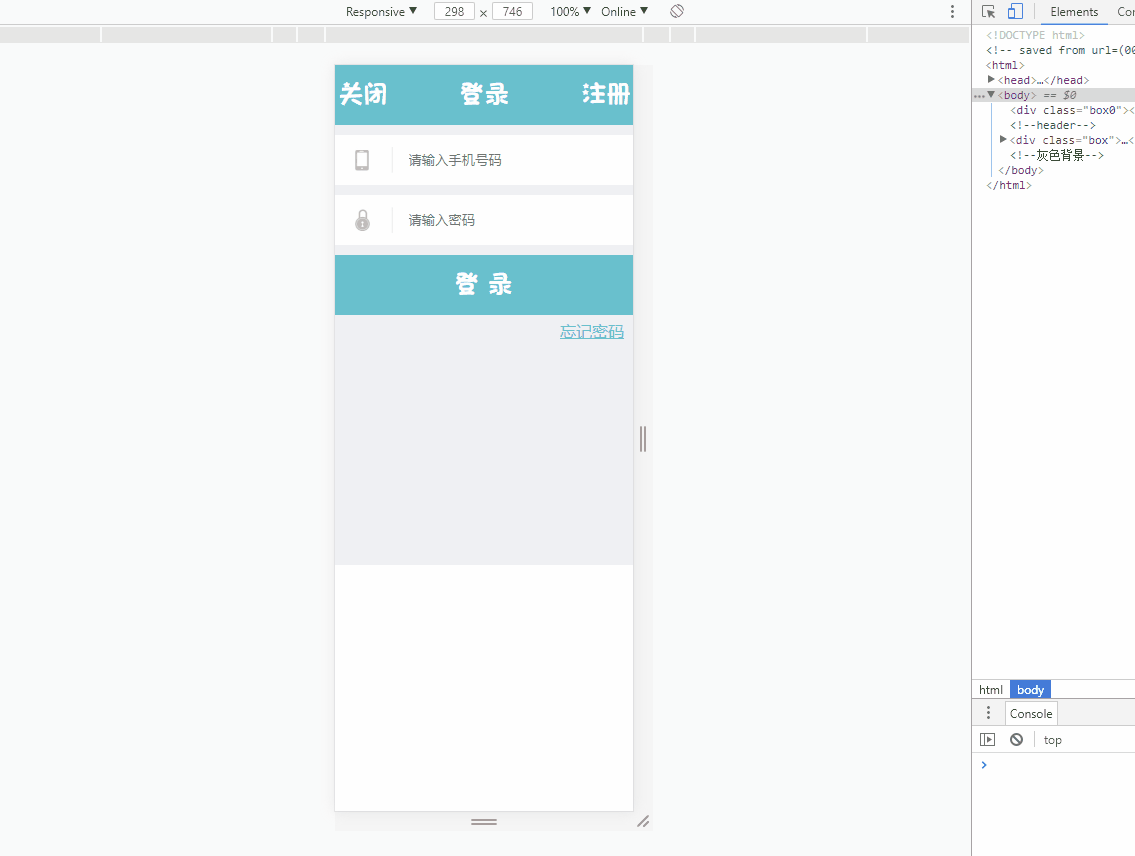 Responsive ▼ 298 × 746 100% ▼ Online ▼
Elements Con
关闭 登录 注册
请输入手机号码
请输入密码
登 录
忘记密码
<!DOCTYPE html>
<!-- saved from url=(00
<html>
▶<head>…</head>
…▼<body> == $0
<div class="box0"><
<!--header-->
▶<div class="box">…<
<!--灰色背景-->
</body>
</html>
html body
Console
top